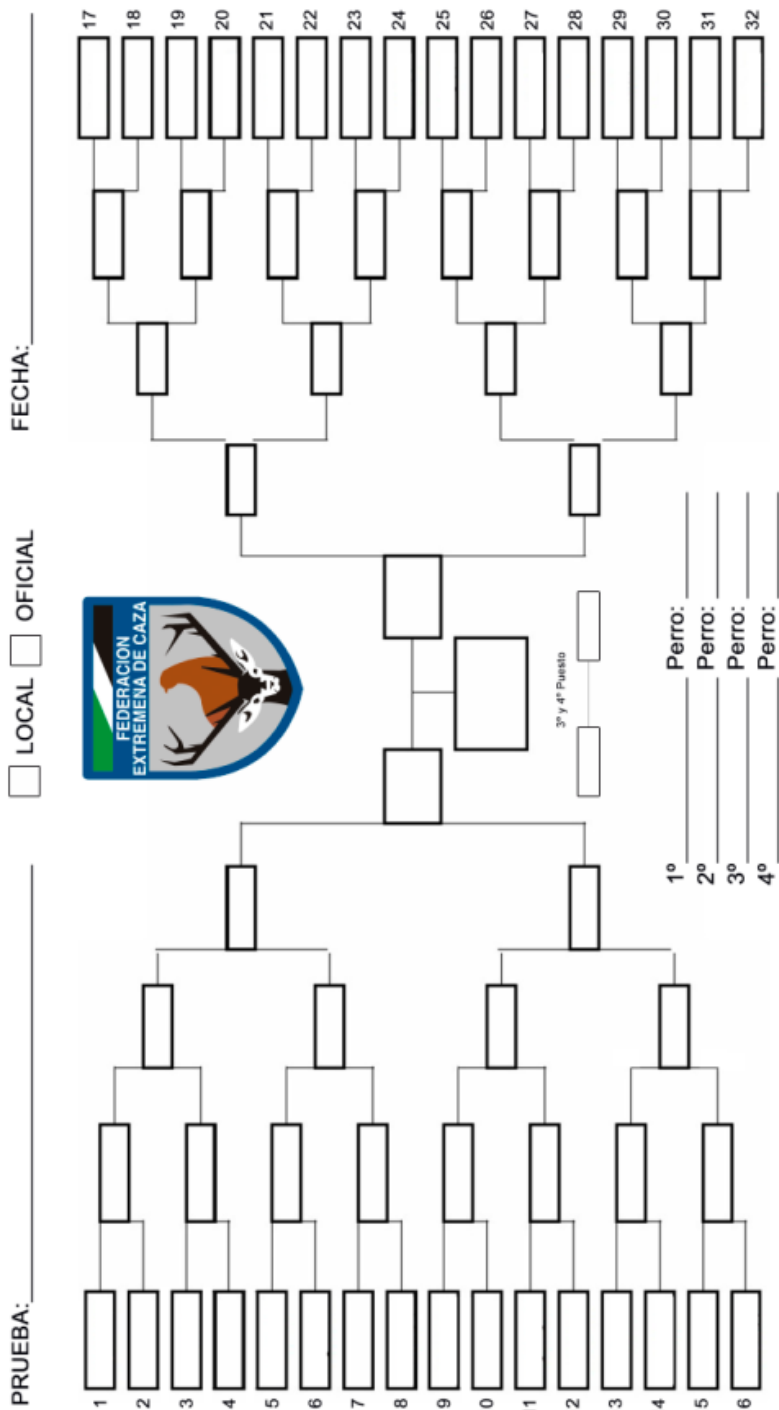 PRUEBA: LOCAL OFICIAL FECHA:
FEDERACION
EXTREMEÑA DE CAZA
1 17
2 18
3 19
4 20
5 21
6 22
7 23
8 24
9 25
0 26
1 27
2 28
3 29
4 30
5 31
6 32
3º y 4º Puesto
1º Perro:
2º Perro:
3º Perro:
4º Perro: